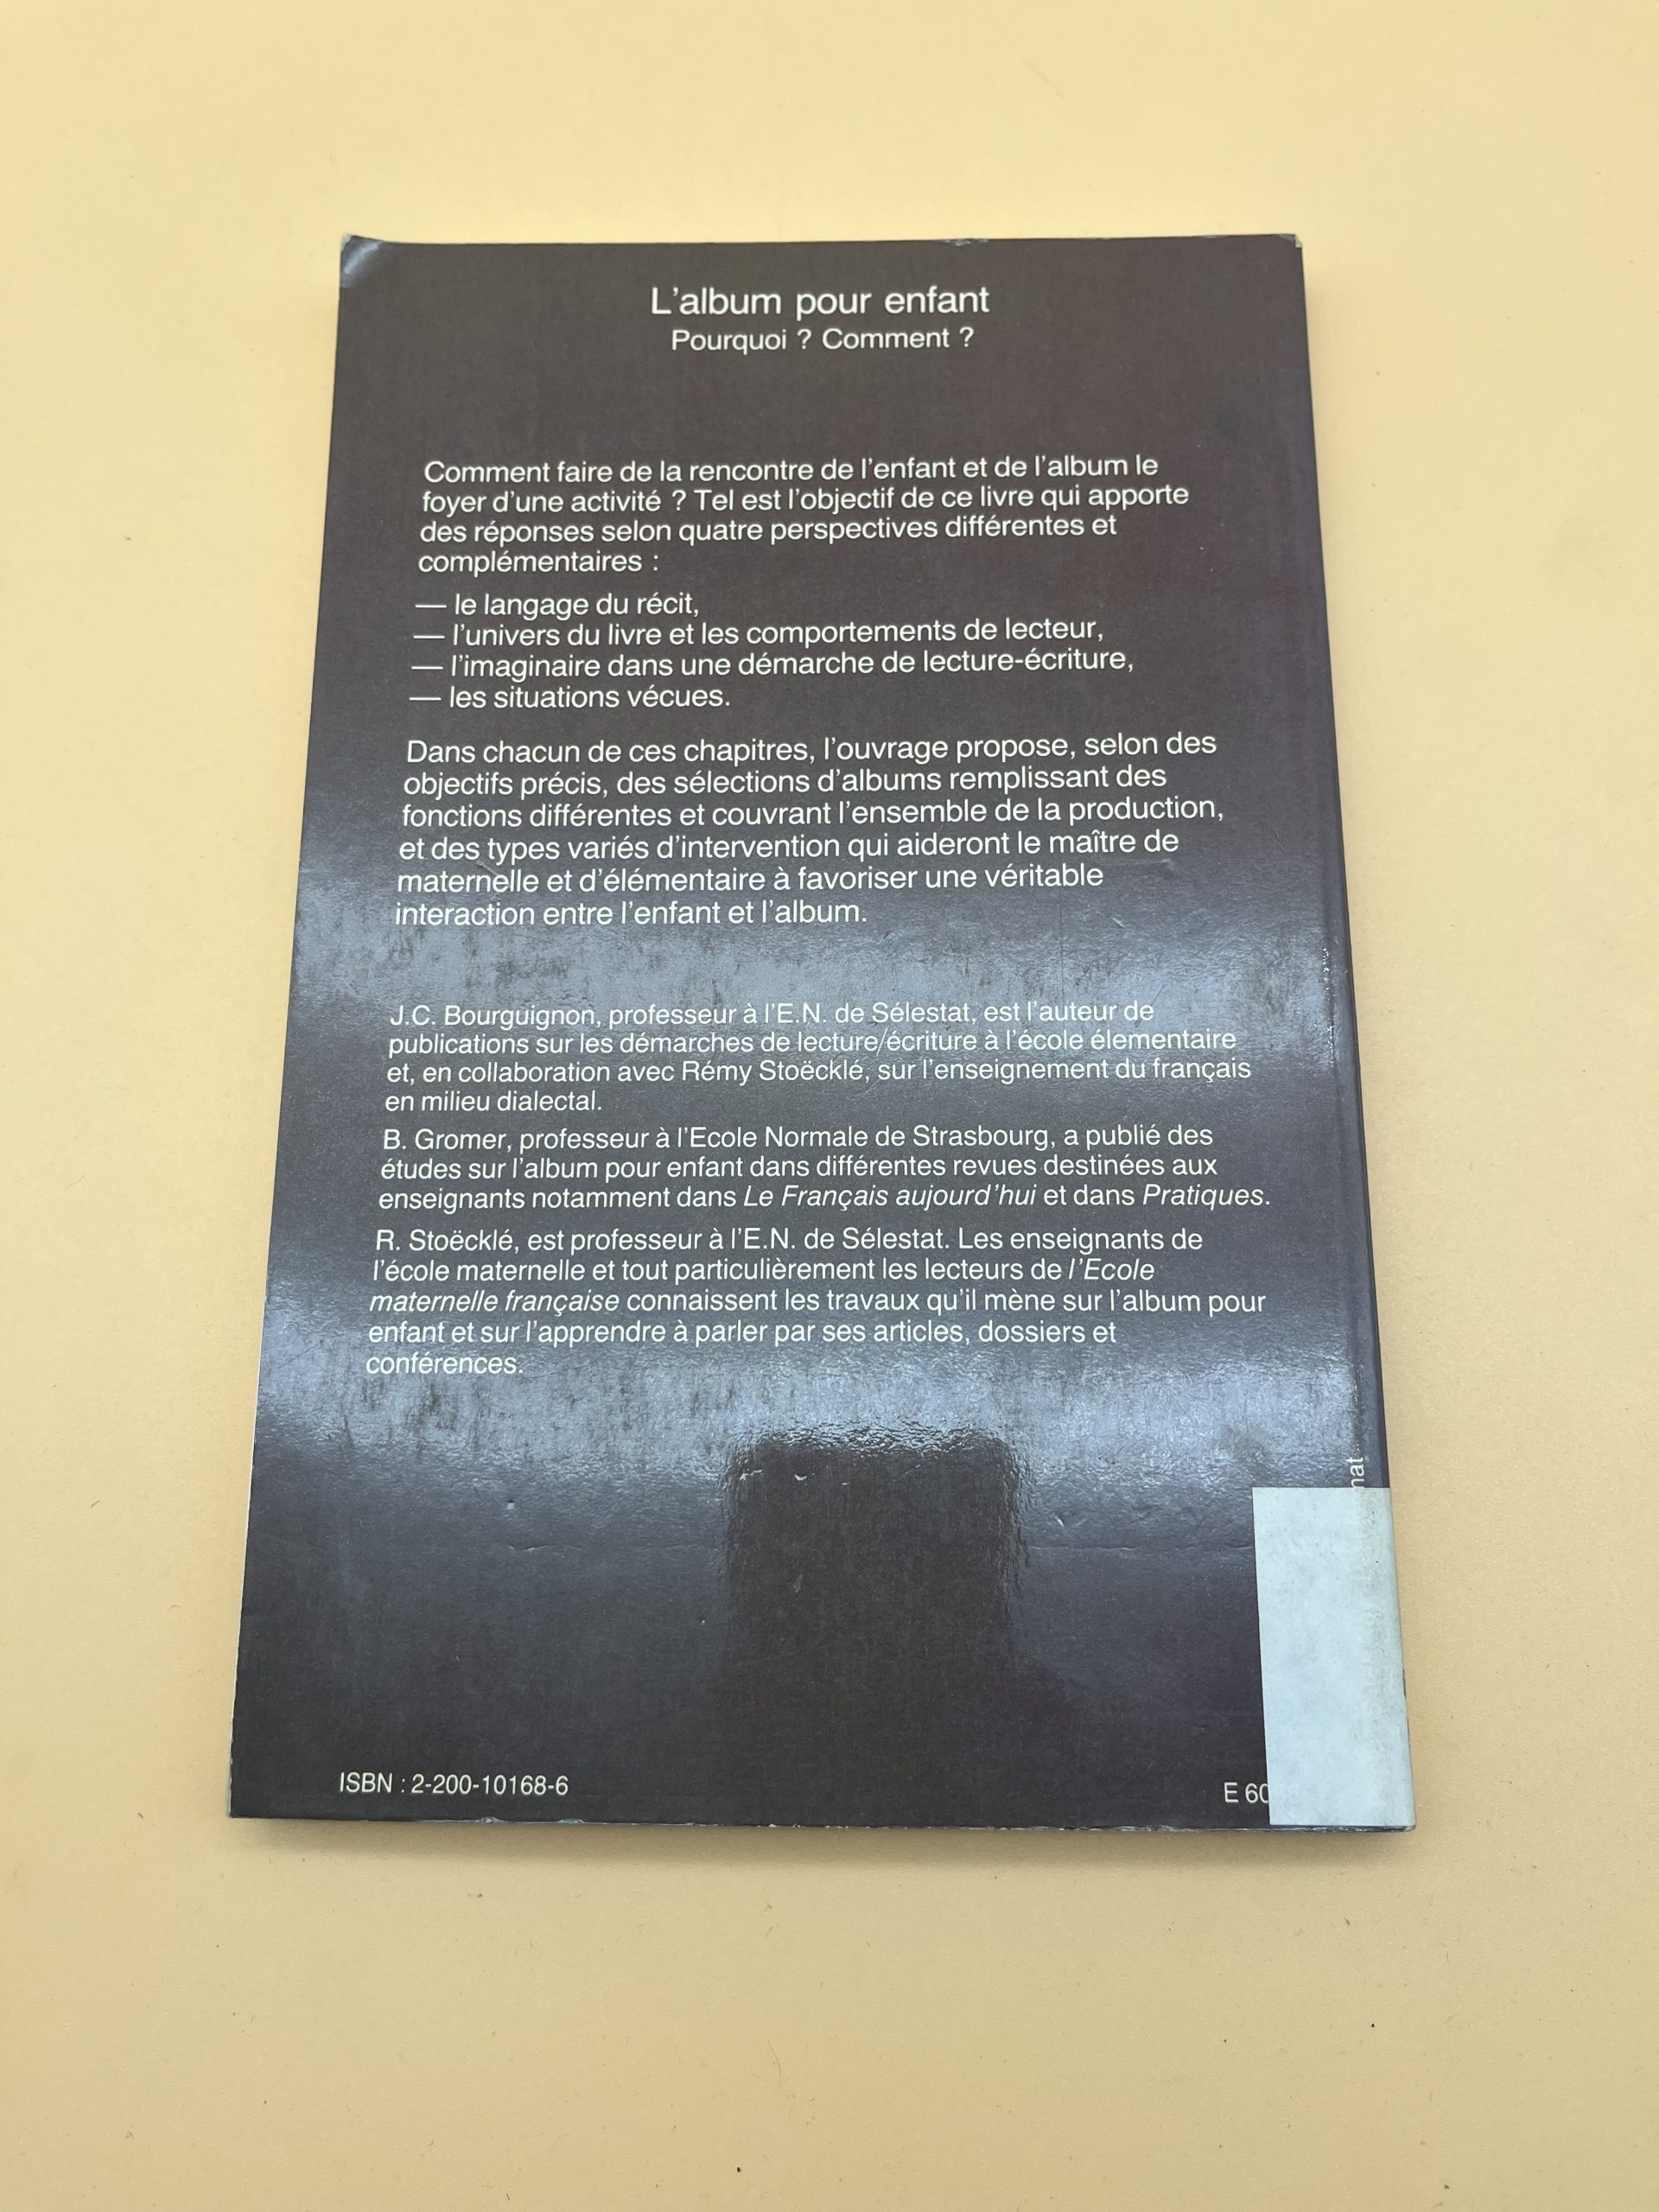 L'album pour enfant
Pourquoi ? Comment ?
Comment faire de la rencontre de l'enfant et de l'album le
foyer d'une activité ? Tel est l'objectif de ce livre qui apporte
des réponses selon quatre perspectives différentes et
complémentaires :
— le langage du récit,
— l'univers du livre et les comportements de lecteur,
— l'imaginaire dans une démarche de lecture-écriture,
— les situations vécues.
Dans chacun de ces chapitres, l'ouvrage propose, selon des
objectifs précis, des sélections d'albums remplissant des
fonctions différentes et couvrant l'ensemble de la production,
et des types variés d'intervention qui aideront le maître de
maternelle et d'élémentaire à favoriser une véritable
interaction entre l'enfant et l'album.
J.C. Bourguignon, professeur à l'E.N. de Sélestat, est l'auteur de
publications sur les démarches de lecture/écriture à l'école élementaire
et, en collaboration avec Rémy Stoëcklé, sur l'enseignement du français
en milieu dialectal.
B. Gromer, professeur à l'Ecole Normale de Strasbourg, a publié des
études sur l'album pour enfant dans différentes revues destinées aux
enseignants notamment dans Le Français aujourd'hui et dans Pratiques.
R. Stoëcklé, est professeur à l'E.N. de Sélestat. Les enseignants de
l'école maternelle et tout particulièrement les lecteurs de l'Ecole
maternelle française connaissent les travaux qu'il mène sur l'album pour
enfant et sur l'apprendre à parler par ses articles, dossiers et
conférences.
ISBN : 2-200-10168-6
E 60